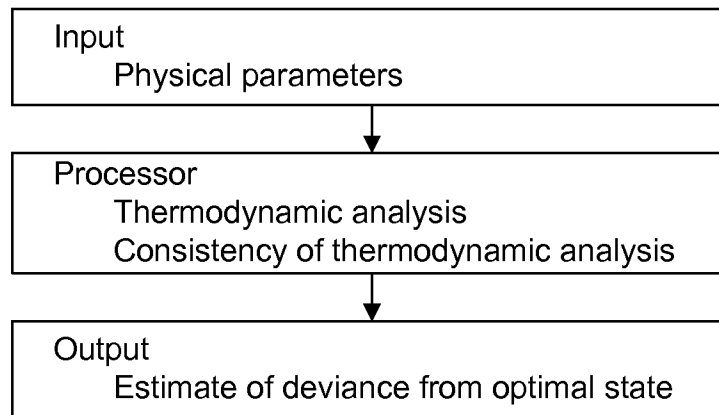 Input
Physical parameters
Processor
Thermodynamic analysis
Consistency of thermodynamic analysis
Output
Estimate of deviance from optimal state